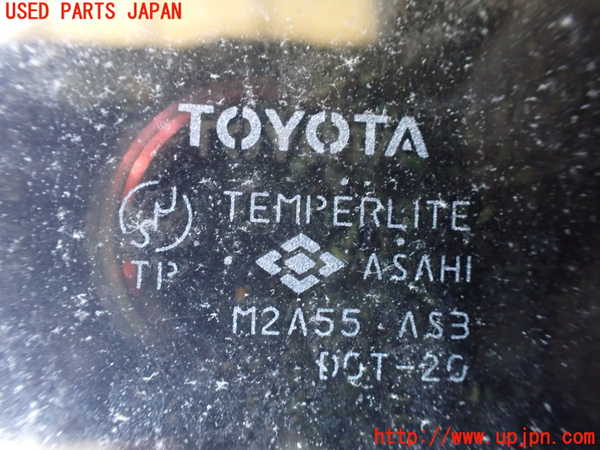 USED PARTS JAPAN
TOYOTA
TEMPERLITE
TP
ASAHI
M2A55 AS3
DOT-20
http://www.upjpn.com